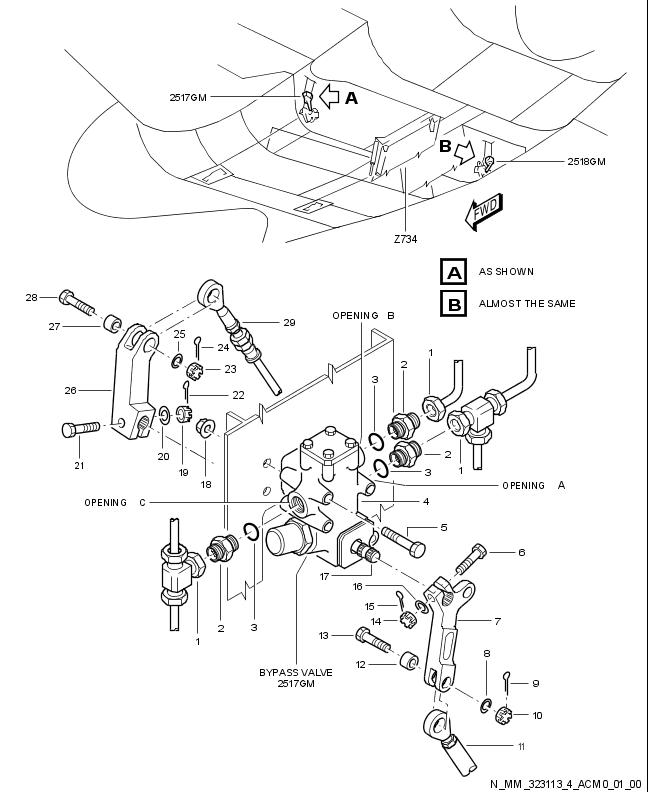 2517GM
A
B
2518GM
FWD
Z734
A AS SHOWN
B ALMOST THE SAME
28
27
26
25
24
23
22
21
20
19
18
29
OPENING B
3
2
1
2
1
3
OPENING A
4
5
OPENING C
1
2
3
17
16
15
14
13
12
6
7
8
9
10
11
BYPASS VALVE
2517GM
N_MM_323113_4_ACM0_01_00